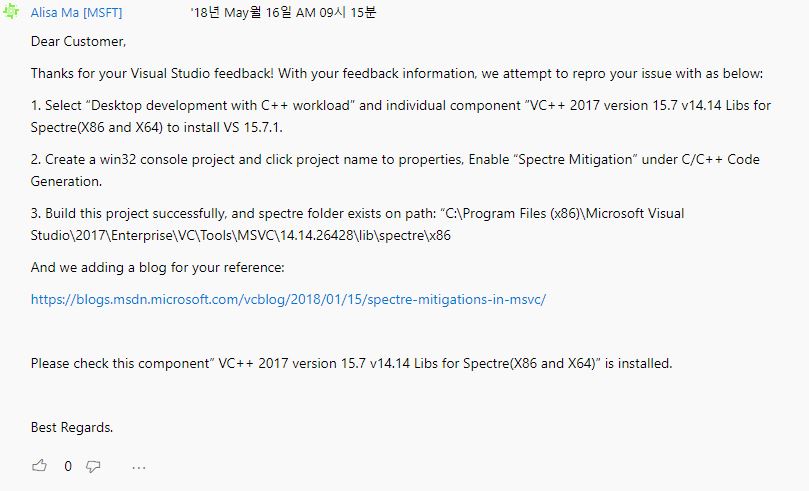 Alisa Ma [MSFT] '18년 May월 16일 AM 09시 15분
Dear Customer,
Thanks for your Visual Studio feedback! With your feedback information, we attempt to repro your issue with as below:
1. Select “Desktop development with C++ workload” and individual component “VC++ 2017 version 15.7 v14.14 Libs for
Spectre(X86 and X64) to install VS 15.7.1.
2. Create a win32 console project and click project name to properties, Enable “Spectre Mitigation” under C/C++ Code
Generation.
3. Build this project successfully, and spectre folder exists on path: “C:\Program Files (x86)\Microsoft Visual
Studio\2017\Enterprise\VC\Tools\MSVC\14.14.26428\lib\spectre\x86
And we adding a blog for your reference:
https://blogs.msdn.microsoft.com/vcblog/2018/01/15/spectre-mitigations-in-msvc/
Please check this component” VC++ 2017 version 15.7 v14.14 Libs for Spectre(X86 and X64)” is installed.
Best Regards.
0 ...